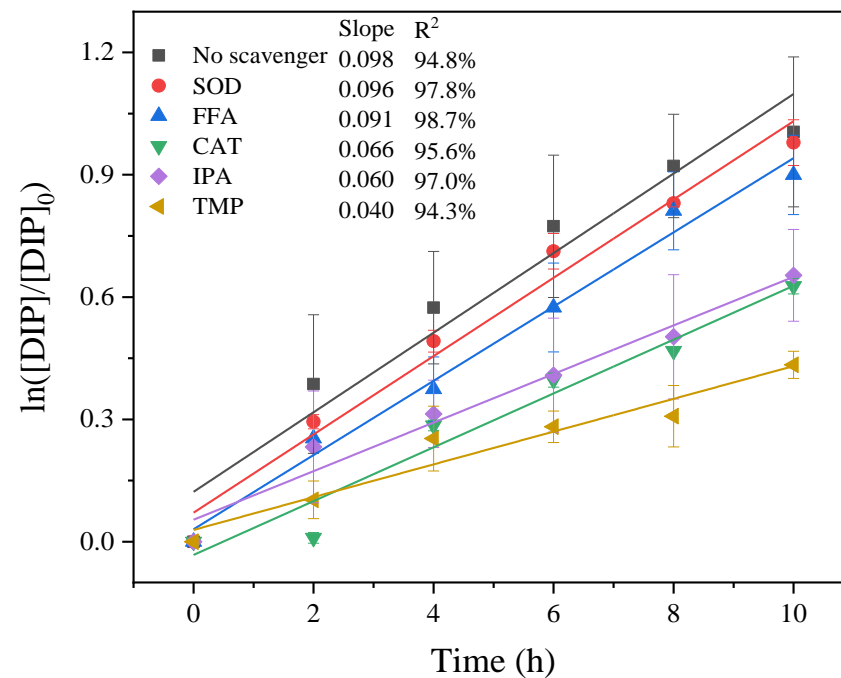 Slope R²
No scavenger 0.098 94.8%
SOD 0.096 97.8%
FFA 0.091 98.7%
CAT 0.066 95.6%
IPA 0.060 97.0%
TMP 0.040 94.3%
1.2
0.9
0.6
0.3
0.0
ln([DIP]/[DIP]₀)
0 2 4 6 8 10
Time (h)